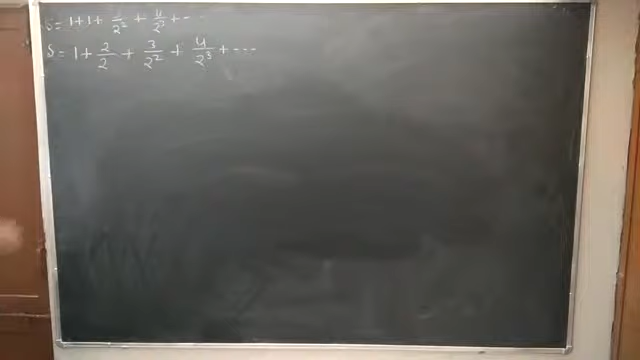 S = 1 + 1 + 3/2² + 4/2³ + ...
S = 1 + 2/2 + 3/2² + 4/2³ + ---